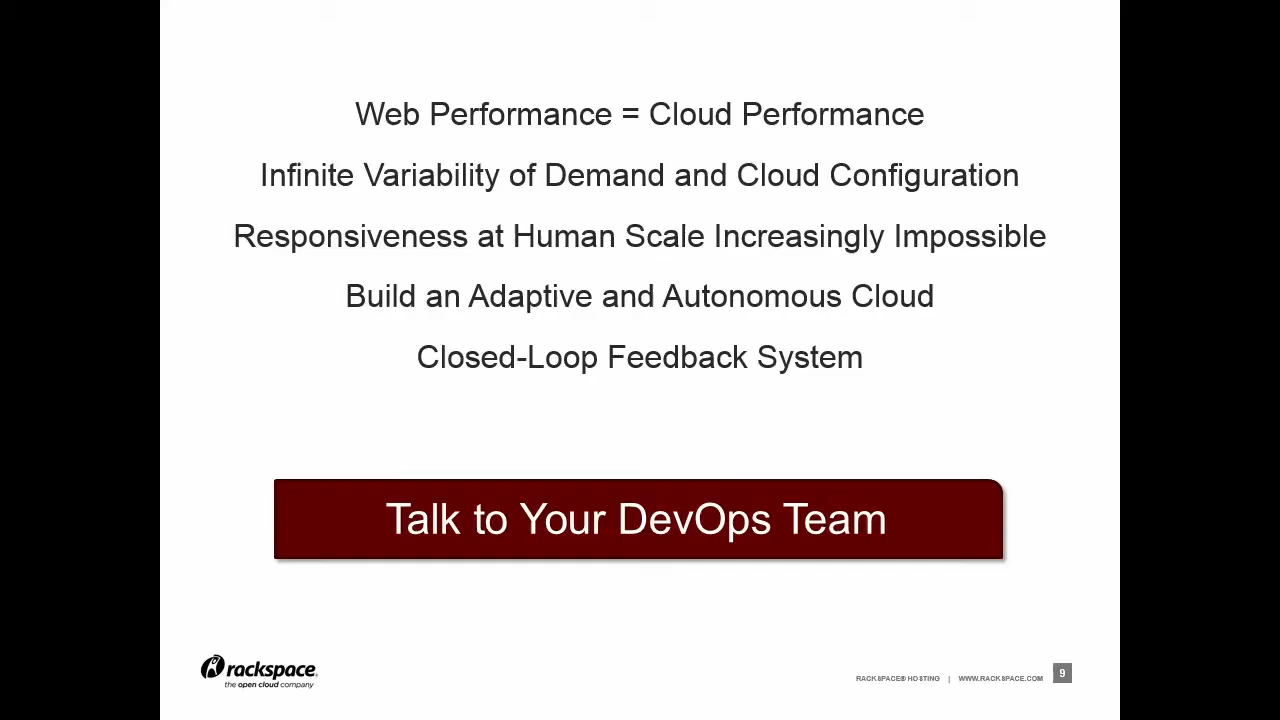 Web Performance = Cloud Performance
Infinite Variability of Demand and Cloud Configuration
Responsiveness at Human Scale Increasingly Impossible
Build an Adaptive and Autonomous Cloud
Closed-Loop Feedback System
Talk to Your DevOps Team
rackspace®
the open cloud company
RACKSPACE® HOSTING | WWW.RACKSPACE.COM
9